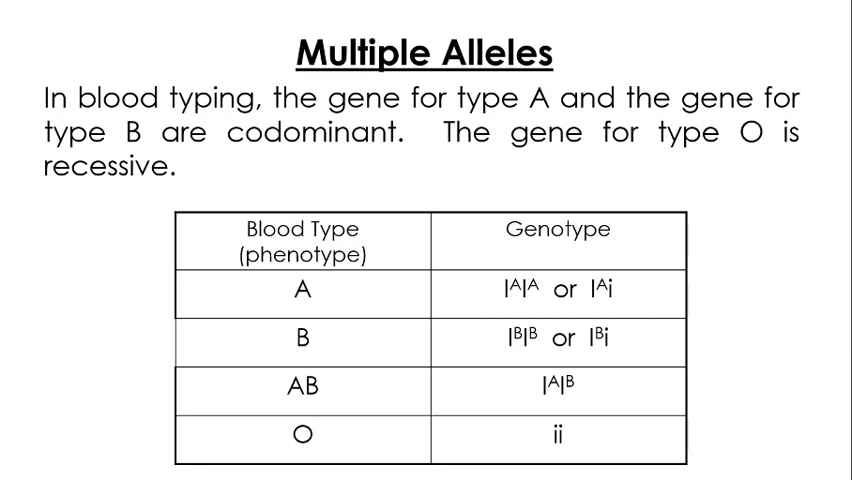 Multiple Alleles
In blood typing, the gene for type A and the gene for
type B are codominant. The gene for type O is
recessive.
Blood Type
(phenotype)
Genotype
A
IᴬIᴬ or Iᴬi
B
IᴮIᴮ or Iᴮi
AB
IᴬIᴮ
O
ii